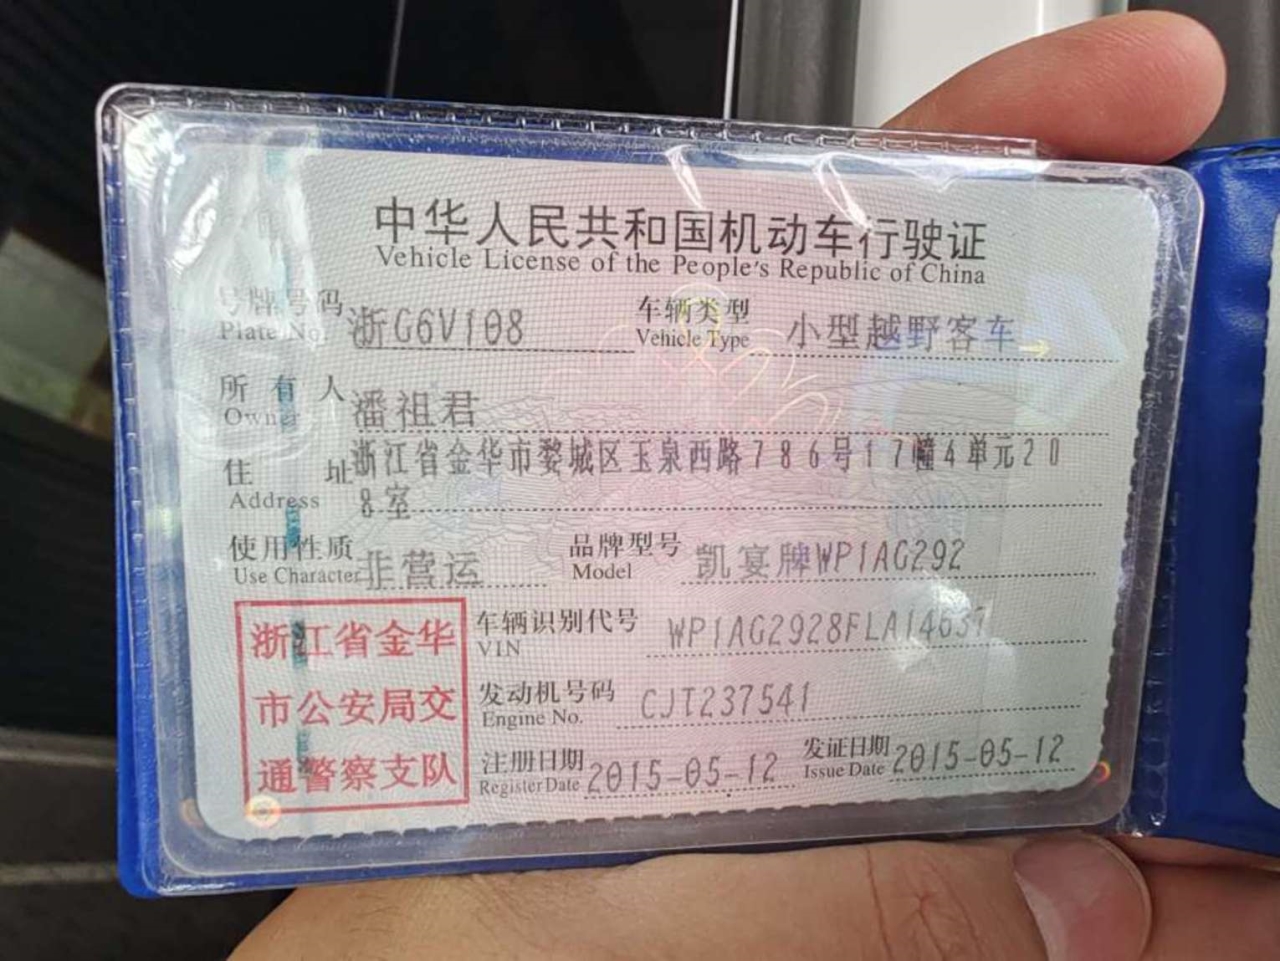 中华人民共和国机动车行驶证
Vehicle License of the People's Republic of China
号牌号码 浙G6V108 车辆类型 小型越野客车
Plate No. Vehicle Type
所有人 潘祖君
Owner
住址 浙江省金华市婺城区玉泉西路786号17幢4单元20
Address 8室
使用性质 非营运 品牌型号 凯宴牌WP1AG292
Use Character Model
浙江省金华
市公安局交
通警察支队
车辆识别代号 WP1AG2928FLA14637
VIN
发动机号码 CJT237541
Engine No.
注册日期 2015-05-12 发证日期 2015-05-12
Register Date Issue Date